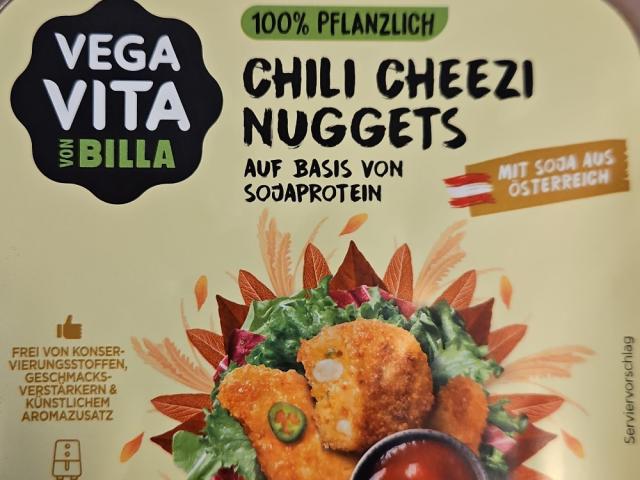 VEGA
VITA
VON BILLA
100% PFLANZLICH
CHILI CHEEZI
NUGGETS
AUF BASIS VON
SOJAPROTEIN
MIT SOJA AUS
ÖSTERREICH
FREI VON KONSER-
VIERUNGSSTOFFEN,
GESCHMACKS-
VERSTÄRKERN &
KÜNSTLICHEM
AROMAZUSATZ
Serviervorschlag